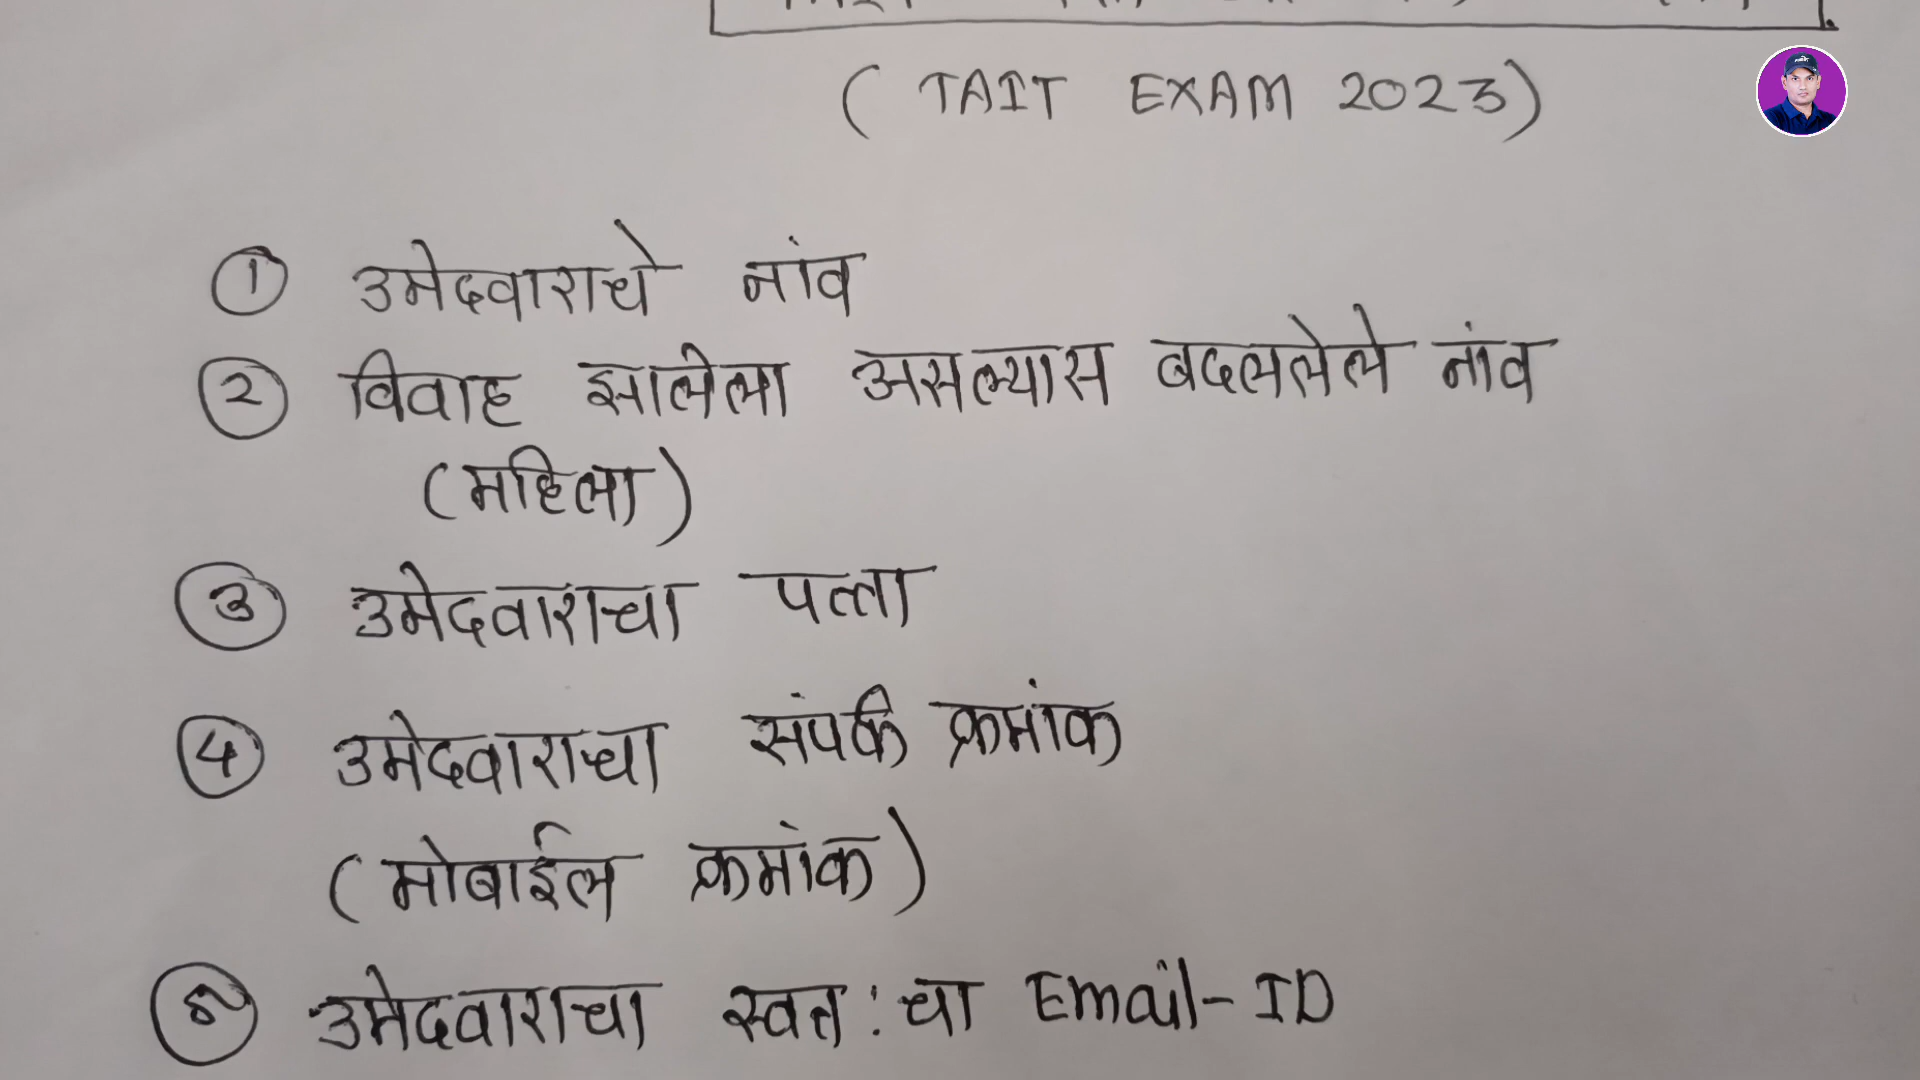 ( TAIT EXAM 2023)
① उमेदवाराचे नांव
② विवाह झालेला असल्यास बदललेले नांव
(महिला)
③ उमेदवाराचा पत्ता
④ उमेदवाराचा संपर्क क्रमांक
(मोबाईल क्रमांक)
५ उमेदवाराचा स्वत:चा Email-ID